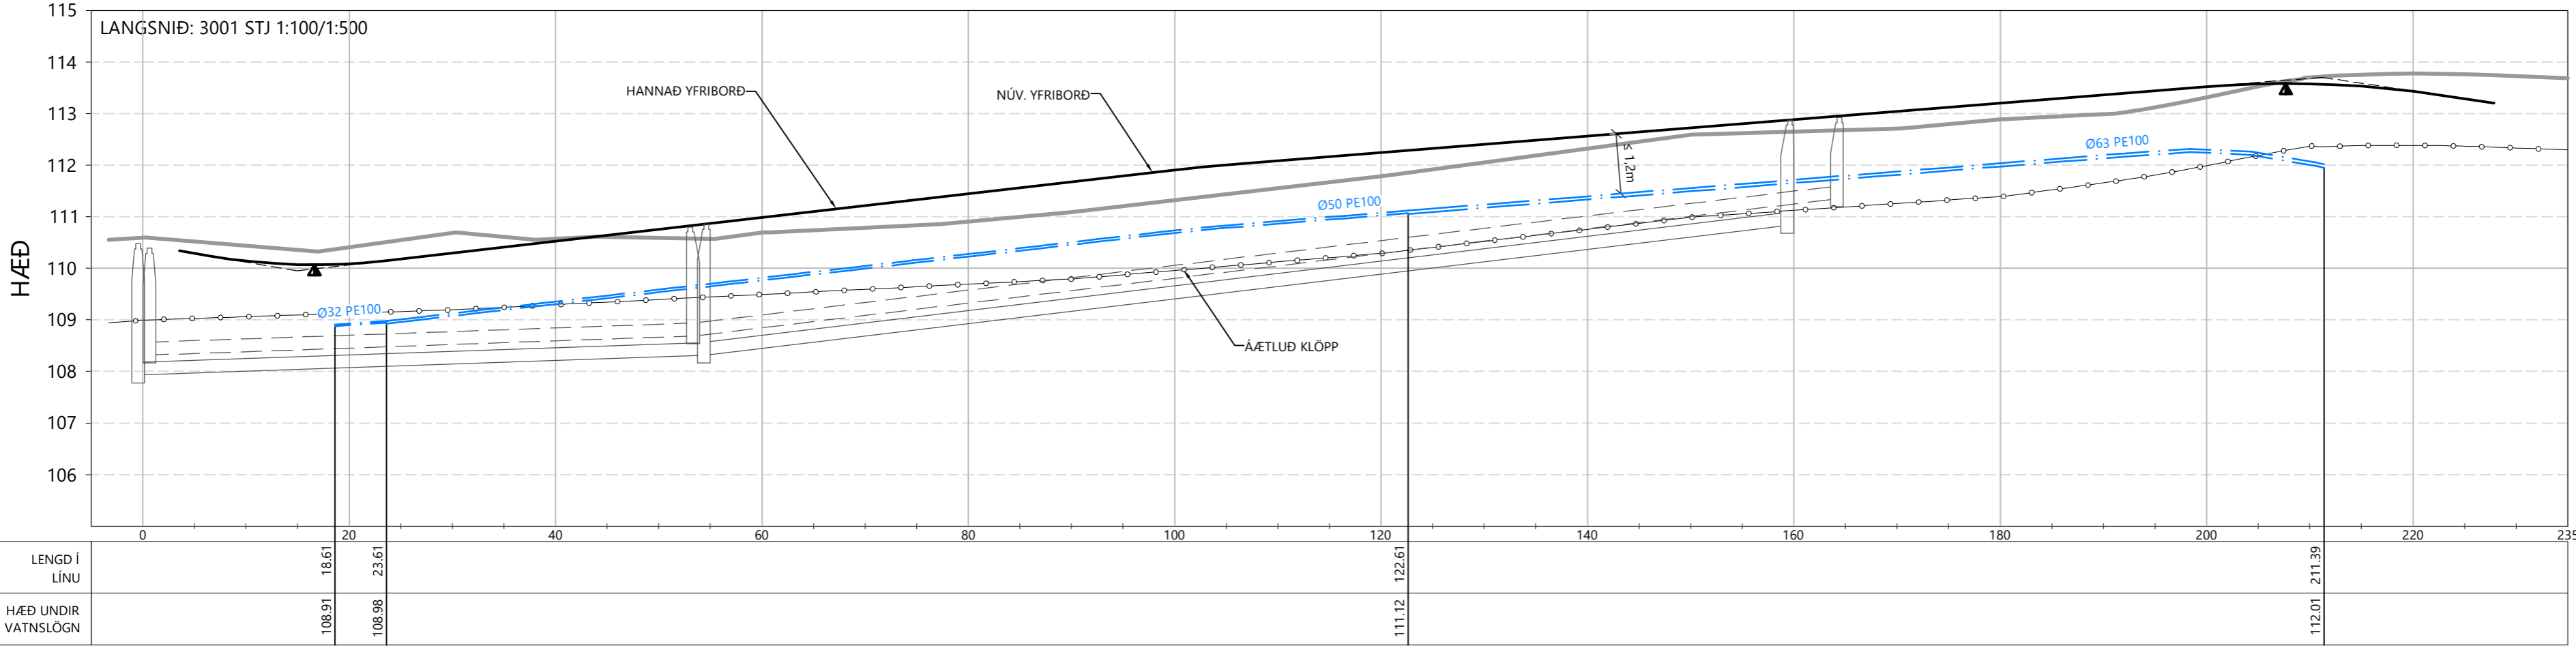 LANGSNIÐ: 3001 STJ 1:100/1:500
115
114
113
112
111
110
109
108
107
106
HÆÐ
HANNAÐ YFRIBORÐ
NÚV. YFRIBORÐ
≤ 1,2m
Ø63 PE100
Ø50 PE100
Ø32 PE100
ÁÆTLUÐ KLÖPP
0 20 40 60 80 100 120 140 160 180 200 220 235
LENGD Í
LÍNU
18.61 23.61 122.61 211.39
HÆÐ UNDIR
VATNSLÖGN
108.91 108.98 111.12 112.01